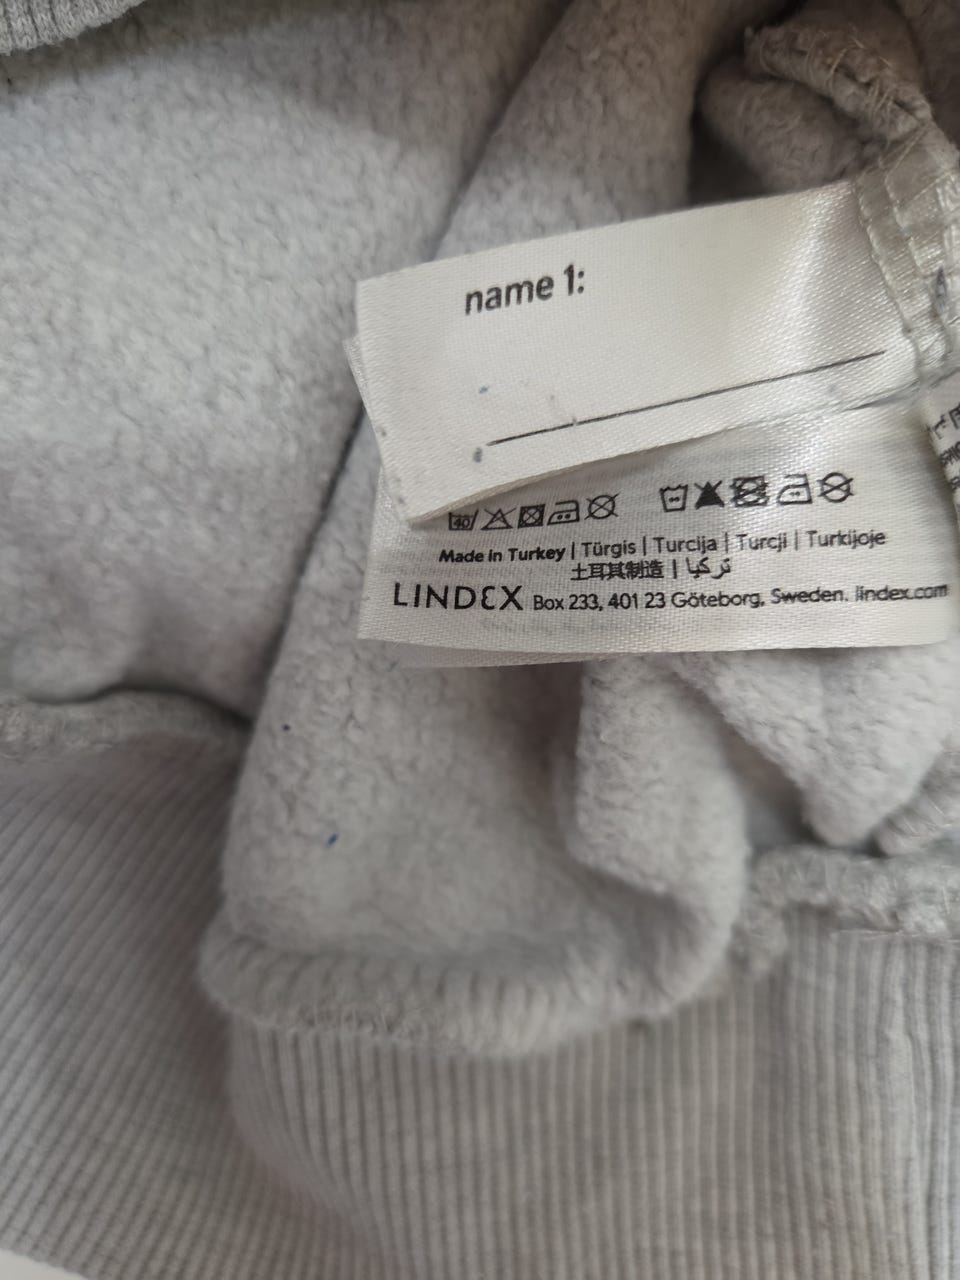 name 1:
40
Made in Turkey | Türgis | Turcija | Turcji | Turkijoje
土耳其制造 | تركيا
LINDEX Box 233, 401 23 Göteborg, Sweden. lindex.com